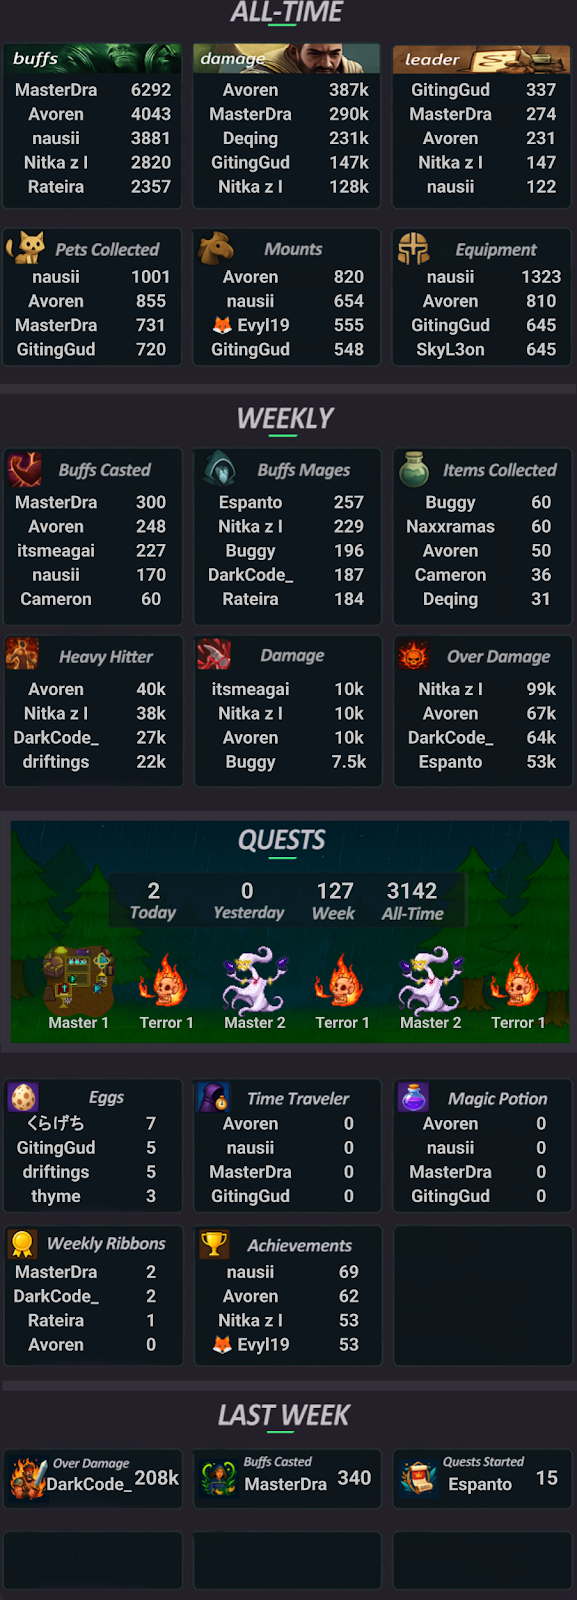 ALL-TIME
buffs
MasterDra 6292
Avoren 4043
nausii 3881
Nitka z I 2820
Rateira 2357
damage
Avoren 387k
MasterDra 290k
Deqing 231k
GitingGud 147k
Nitka z I 128k
leader
GitingGud 337
MasterDra 274
Avoren 231
Nitka z I 147
nausii 122
Pets Collected
nausii 1001
Avoren 855
MasterDra 731
GitingGud 720
Mounts
Avoren 820
nausii 654
🦊 Evyl19 555
GitingGud 548
Equipment
nausii 1323
Avoren 810
GitingGud 645
SkyL3on 645
WEEKLY
Buffs Casted
MasterDra 300
Avoren 248
itsmeagai 227
nausii 170
Cameron 60
Buffs Mages
Espanto 257
Nitka z I 229
Buggy 196
DarkCode_ 187
Rateira 184
Items Collected
Buggy 60
Naxxramas 60
Avoren 50
Cameron 36
Deqing 31
Heavy Hitter
Avoren 40k
Nitka z I 38k
DarkCode_ 27k
driftings 22k
Damage
itsmeagai 10k
Nitka z I 10k
Avoren 10k
Buggy 7.5k
Over Damage
Nitka z I 99k
Avoren 67k
DarkCode_ 64k
Espanto 53k
QUESTS
2 0 127 3142
Today Yesterday Week All-Time
Master 1 Terror 1 Master 2 Terror 1 Master 2 Terror 1
Eggs
くらげち 7
GitingGud 5
driftings 5
thyme 3
Time Traveler
Avoren 0
nausii 0
MasterDra 0
GitingGud 0
Magic Potion
Avoren 0
nausii 0
MasterDra 0
GitingGud 0
Weekly Ribbons
MasterDra 2
DarkCode_ 2
Rateira 1
Avoren 0
Achievements
nausii 69
Avoren 62
Nitka z I 53
🦊 Evyl19 53
LAST WEEK
Over Damage
DarkCode_ 208k
Buffs Casted
MasterDra 340
Quests Started
Espanto 15